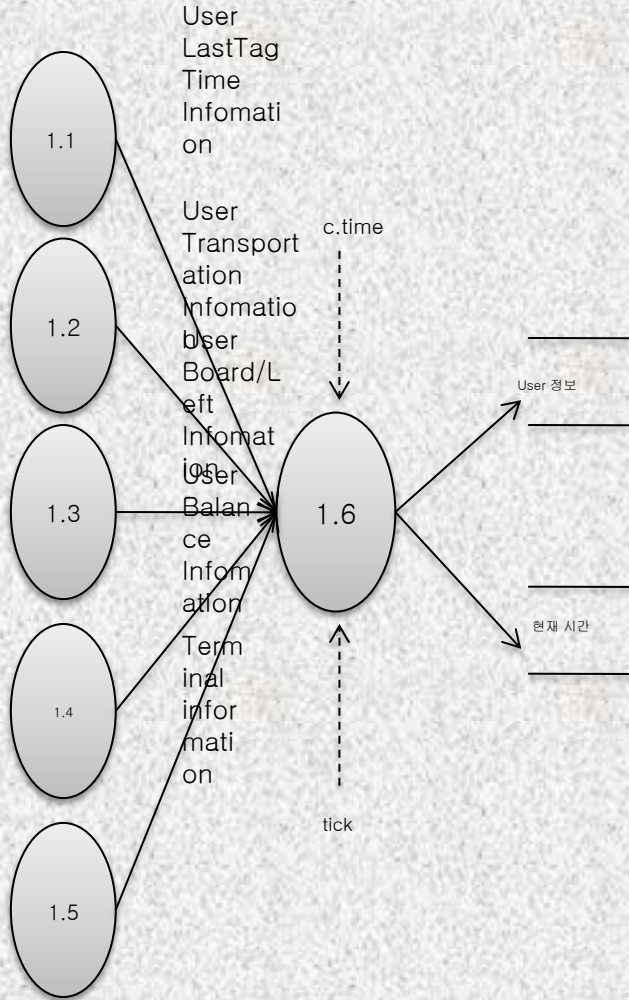 User
LastTag
Time
Infomati
on
1.1
User
Transport
ation
Infomatio
n
c.time
1.2
User
Board/L
eft
Infomat
ion
User 정보
User
Balan
ce
Infom
ation
1.3
1.6
현재 시간
Term
inal
infor
mati
on
1.4
tick
1.5